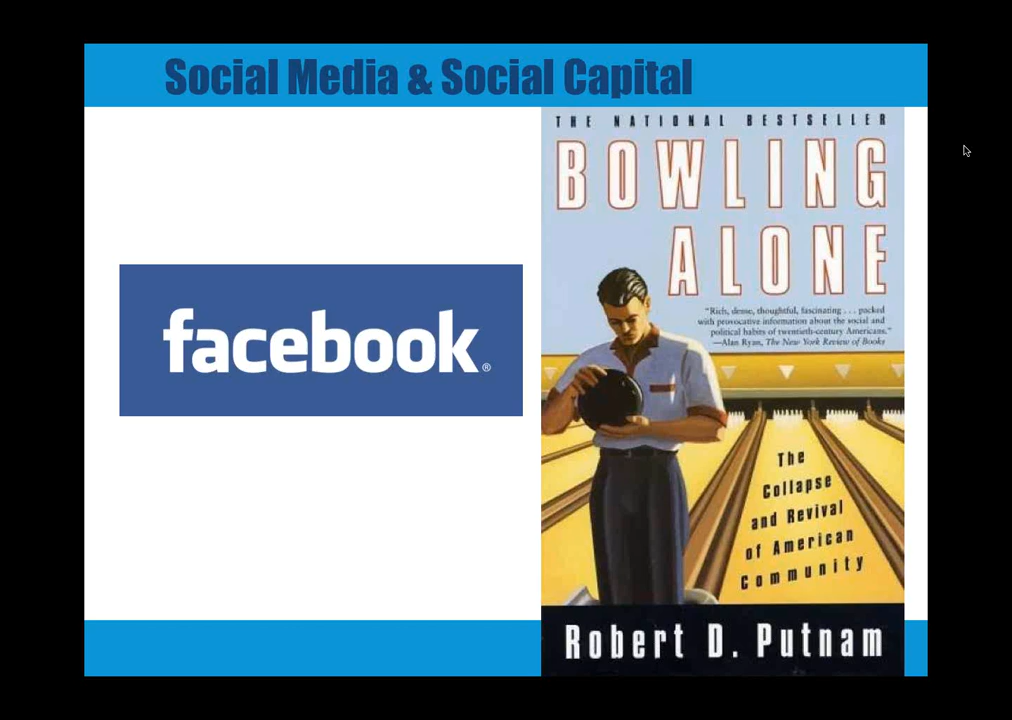 Social Media & Social Capital
facebook®
THE NATIONAL BESTSELLER
BOWLING
ALONE
"Rich, dense, thoughtful, fascinating . . . packed
with provocative information about the social and
political habits of twentieth-century Americans."
—Alan Ryan, The New York Review of Books
The
Collapse
and Revival
of American
Community
Robert D. Putnam